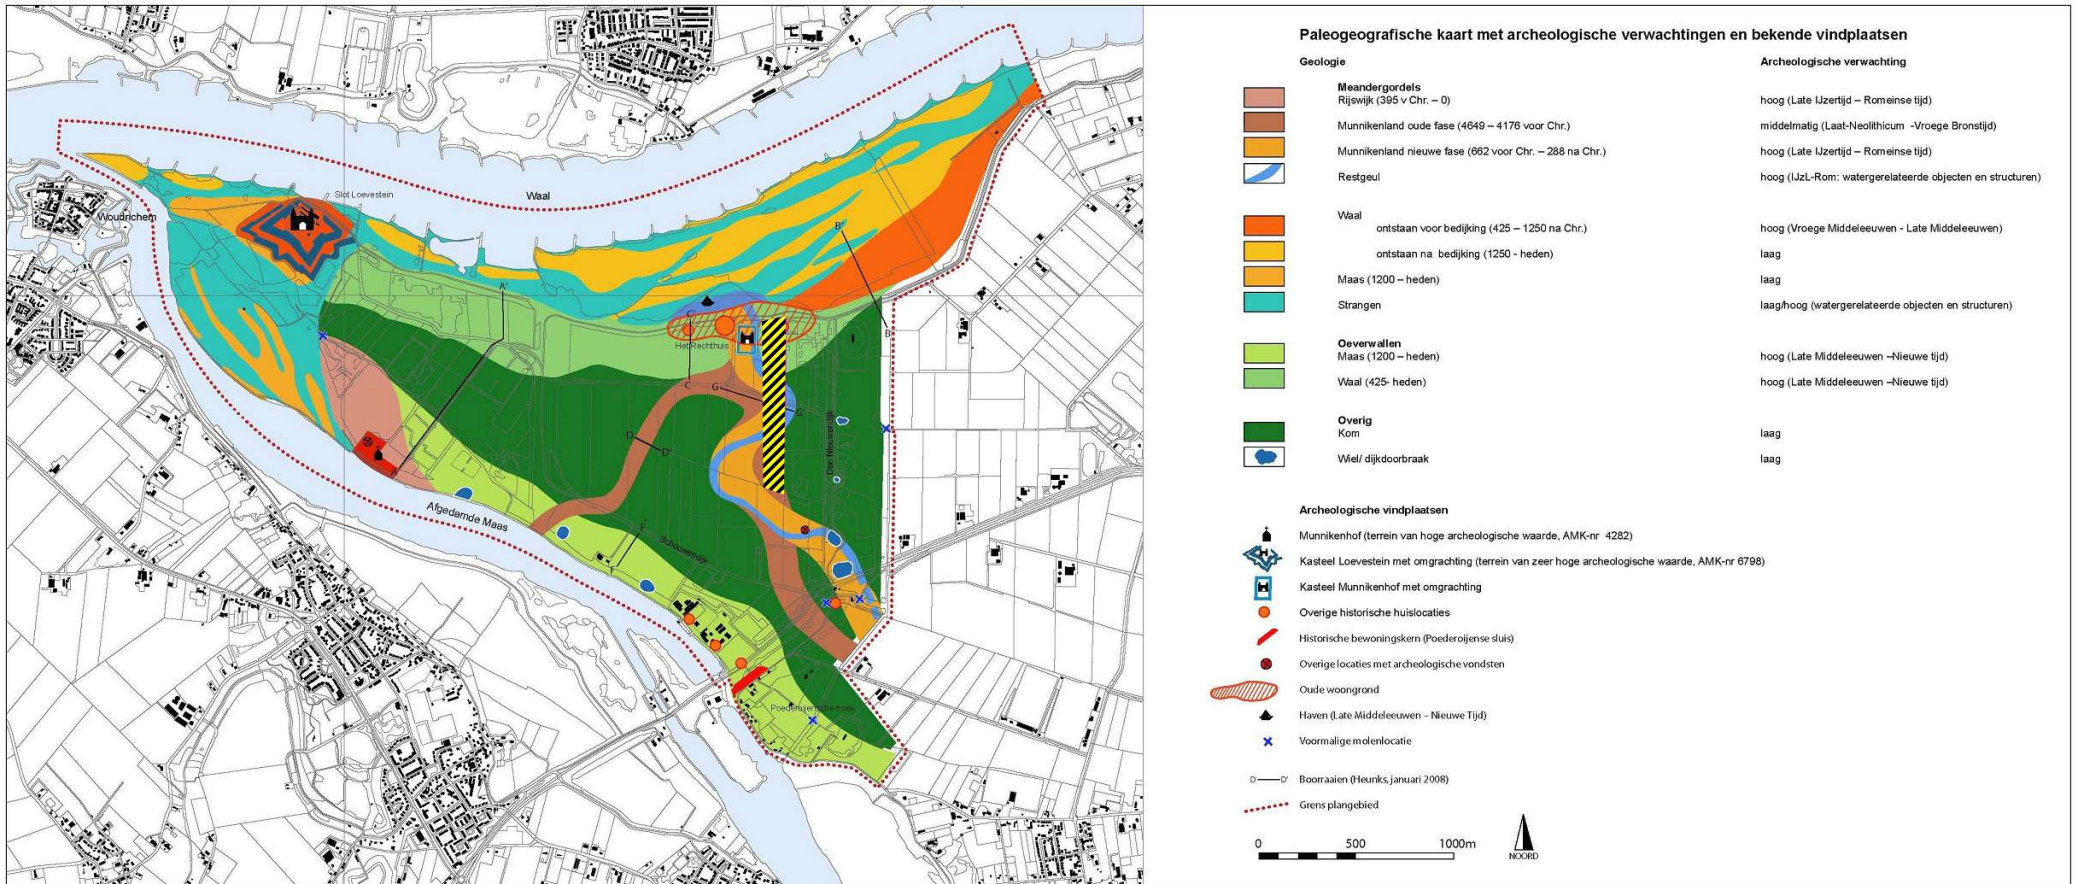 Paleogeografische kaart met archeologische verwachtingen en bekende vindplaatsen
Geologie
Archeologische verwachting
Meandergordels
Rijswijk (395 v Chr. – 0)
hoog (Late IJzertijd – Romeinse tijd)
Munnikenland oude fase (4649 – 4176 voor Chr.)
middelmatig (Laat-Neolithicum -Vroege Bronstijd)
Munnikenland nieuwe fase (662 voor Chr. – 288 na Chr.)
hoog (Late IJzertijd – Romeinse tijd)
Restgeul
hoog (IJzL-Rom: watergerelateerde objecten en structuren)
Waal
ontstaan voor bedijking (425 – 1250 na Chr.)
hoog (Vroege Middeleeuwen - Late Middeleeuwen)
ontstaan na bedijking (1250 - heden)
laag
Maas (1200 – heden)
laag
Strangen
laag/hoog (watergerelateerde objecten en structuren)
Oeverwallen
Maas (1200 – heden)
hoog (Late Middeleeuwen –Nieuwe tijd)
Waal (425- heden)
hoog (Late Middeleeuwen –Nieuwe tijd)
Overig
Kom
laag
Wiel/ dijkdoorbraak
laag
Archeologische vindplaatsen
Munnikenhof (terrein van hoge archeologische waarde, AMK-nr 4282)
Kasteel Loevestein met omgrachting (terrein van zeer hoge archeologische waarde, AMK-nr 6798)
Kasteel Munnikenhof met omgrachting
Overige historische huislocaties
Historische bewoningskern (Poederoijense sluis)
Overige locaties met archeologische vondsten
Oude woongrond
Haven (Late Middeleeuwen – Nieuwe Tijd)
Voormalige molenlocatie
D D' Boorraaien (Heunks, januari 2008)
Grens plangebied
0 500 1000m
NOORD
Slot Loevestein
Waal
Woudrichem
B'
A'
C'
B
Het Rechthuis
C
G
G'
D
D'
Den Nieuwendijk
A
Afgedamde Maas
F'
Schouwendijk
F
Poederoijensche hoek